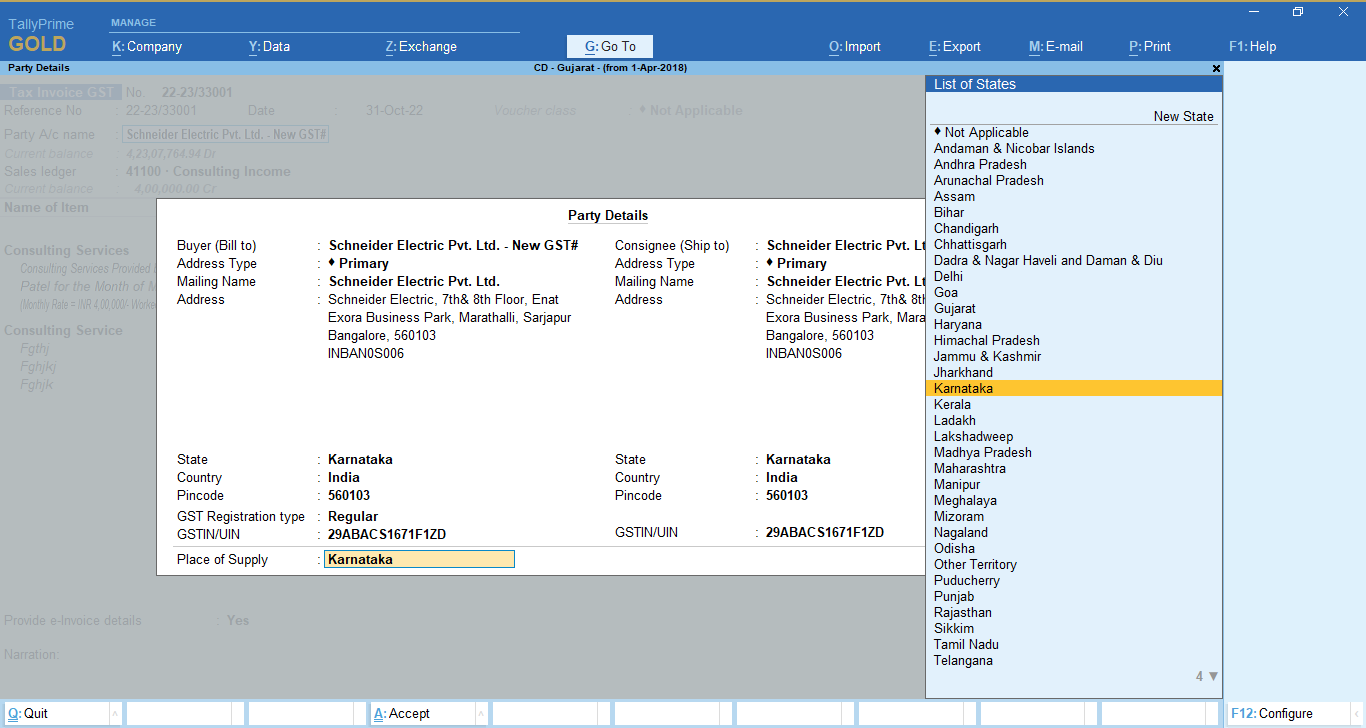 TallyPrime
GOLD
MANAGE
K: Company
Y: Data
Z: Exchange
G: Go To
O: Import
E: Export
M: E-mail
P: Print
F1: Help
Party Details
CD - Gujarat - (from 1-Apr-2018)
Tax Invoice GST No. 22-23/33001
Reference No : 22-23/33001 Date 31-Oct-22 Voucher class ♦ Not Applicable
Party A/c name : Schneider Electric Pvt. Ltd. - New GST#
Current balance : 4,23,07,764.94 Dr
Sales ledger : 41100 · Consulting Income
Current balance : 4,00,000.00 Cr
Name of Item
Consulting Services
Consulting Services Provided
Patel for the Month of M
(Monthly Rate = INR 4,00,000/- Worke
Consulting Service
Fgthj
Fghjkj
Fghjk
Provide e-Invoice details : Yes
Narration:
Party Details
Buyer (Bill to) : Schneider Electric Pvt. Ltd. - New GST#
Address Type : ♦ Primary
Mailing Name : Schneider Electric Pvt. Ltd.
Address : Schneider Electric, 7th& 8th Floor, Enat
Exora Business Park, Marathalli, Sarjapur
Bangalore, 560103
INBAN0S006
State : Karnataka
Country : India
Pincode : 560103
GST Registration type : Regular
GSTIN/UIN : 29ABACS1671F1ZD
Place of Supply : Karnataka
Consignee (Ship to) : Schneider Electric Pvt. Lt
Address Type : ♦ Primary
Mailing Name : Schneider Electric Pvt. Lt
Address : Schneider Electric, 7th& 8th
Exora Business Park, Mara
Bangalore, 560103
INBAN0S006
State : Karnataka
Country : India
Pincode : 560103
GSTIN/UIN : 29ABACS1671F1ZD
List of States
New State
♦ Not Applicable
Andaman & Nicobar Islands
Andhra Pradesh
Arunachal Pradesh
Assam
Bihar
Chandigarh
Chhattisgarh
Dadra & Nagar Haveli and Daman & Diu
Delhi
Goa
Gujarat
Haryana
Himachal Pradesh
Jammu & Kashmir
Jharkhand
Karnataka
Kerala
Ladakh
Lakshadweep
Madhya Pradesh
Maharashtra
Manipur
Meghalaya
Mizoram
Nagaland
Odisha
Other Territory
Puducherry
Punjab
Rajasthan
Sikkim
Tamil Nadu
Telangana
4 ▼
Q: Quit
A: Accept
F12: Configure